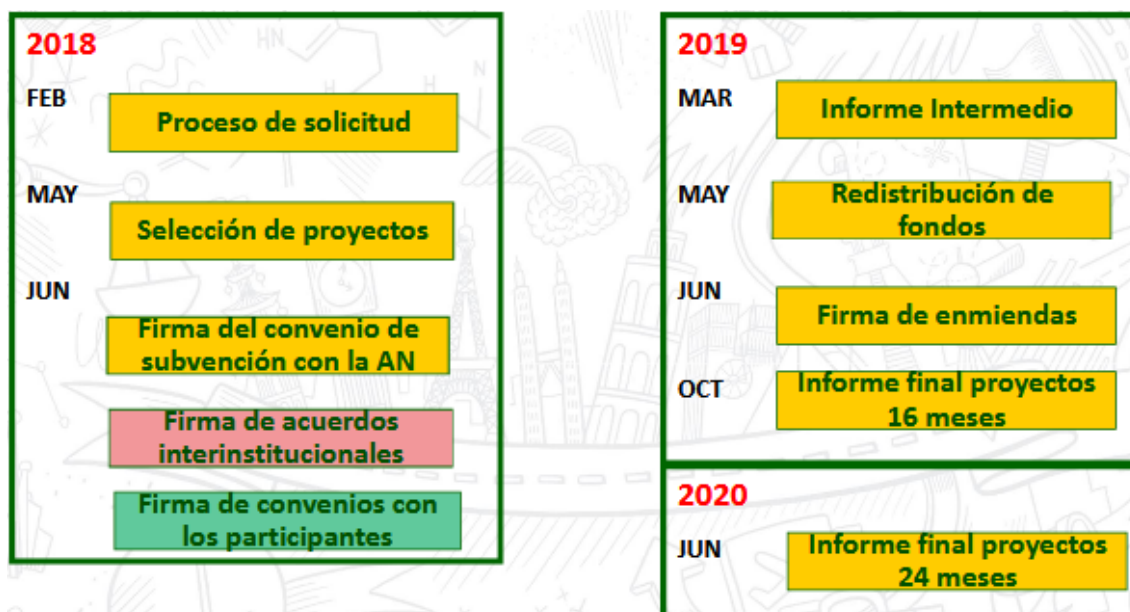 2018
FEB
Proceso de solicitud
MAY
Selección de proyectos
JUN
Firma del convenio de
subvención con la AN
Firma de acuerdos
interinstitucionales
Firma de convenios con
los participantes
2019
MAR
Informe Intermedio
MAY
Redistribución de
fondos
JUN
Firma de enmiendas
OCT
Informe final proyectos
16 meses
2020
JUN
Informe final proyectos
24 meses